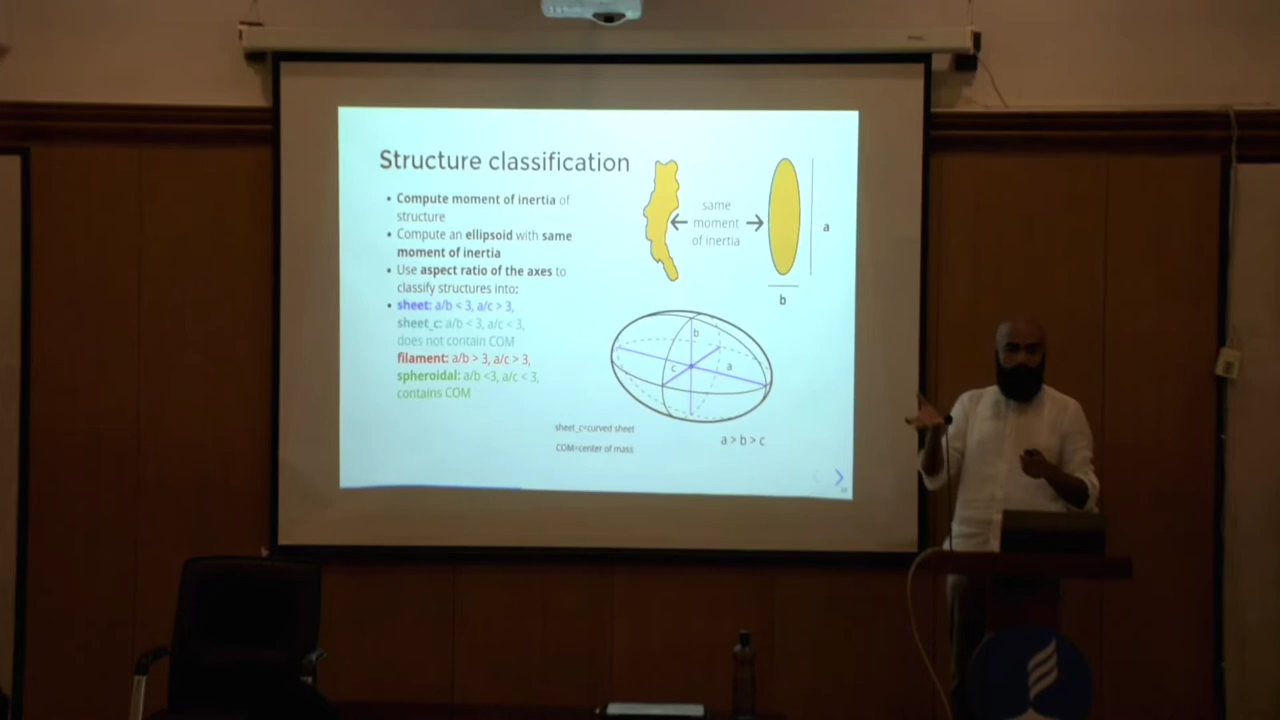 Structure classification
• Compute moment of inertia of
structure
• Compute an ellipsoid with same
moment of inertia
• Use aspect ratio of the axes to
classify structures into:
• sheet: a/b < 3, a/c > 3,
sheet_c: a/b < 3, a/c < 3,
does not contain COM
filament: a/b > 3, a/c > 3,
spheroidal: a/b <3, a/c < 3,
contains COM
same
moment
of inertia
a
b
b
c
a
sheet_c=curved sheet
COM=center of mass
a > b > c